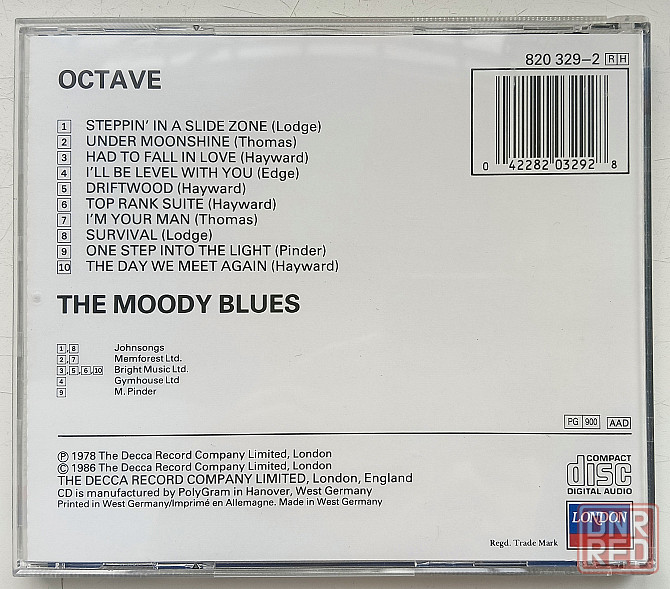 OCTAVE
820 329-2 RH
1 STEPPIN' IN A SLIDE ZONE (Lodge)
2 UNDER MOONSHINE (Thomas)
3 HAD TO FALL IN LOVE (Hayward)
4 I'LL BE LEVEL WITH YOU (Edge)
5 DRIFTWOOD (Hayward)
6 TOP RANK SUITE (Hayward)
7 I'M YOUR MAN (Thomas)
8 SURVIVAL (Lodge)
9 ONE STEP INTO THE LIGHT (Pinder)
10 THE DAY WE MEET AGAIN (Hayward)
0 42282 03292 8
THE MOODY BLUES
1,8 Johnsongs
2,7 Memforest Ltd.
3,5,6,10 Bright Music Ltd.
4 Gymhouse Ltd
9 M. Pinder
PG 900 AAD
℗ 1978 The Decca Record Company Limited, London
© 1986 The Decca Record Company Limited, London
THE DECCA RECORD COMPANY LIMITED, London, England
CD is manufactured by PolyGram in Hanover, West Germany
Printed in West Germany/Imprimé en Allemagne. Made in West Germany
COMPACT
disc
DIGITAL AUDIO
LONDON
Regd. Trade Mark
DNR
RED